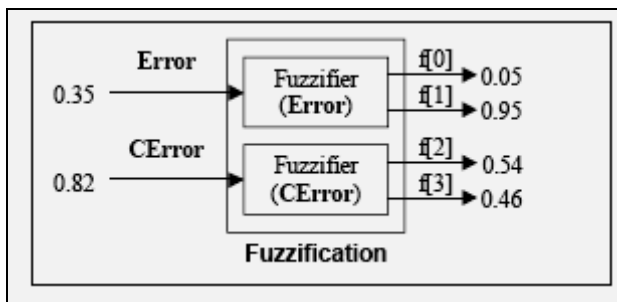 Error
0.35
Fuzzifier
(Error)
f[0]
0.05
f[1]
0.95
CError
0.82
Fuzzifier
(CError)
f[2]
0.54
f[3]
0.46
Fuzzification